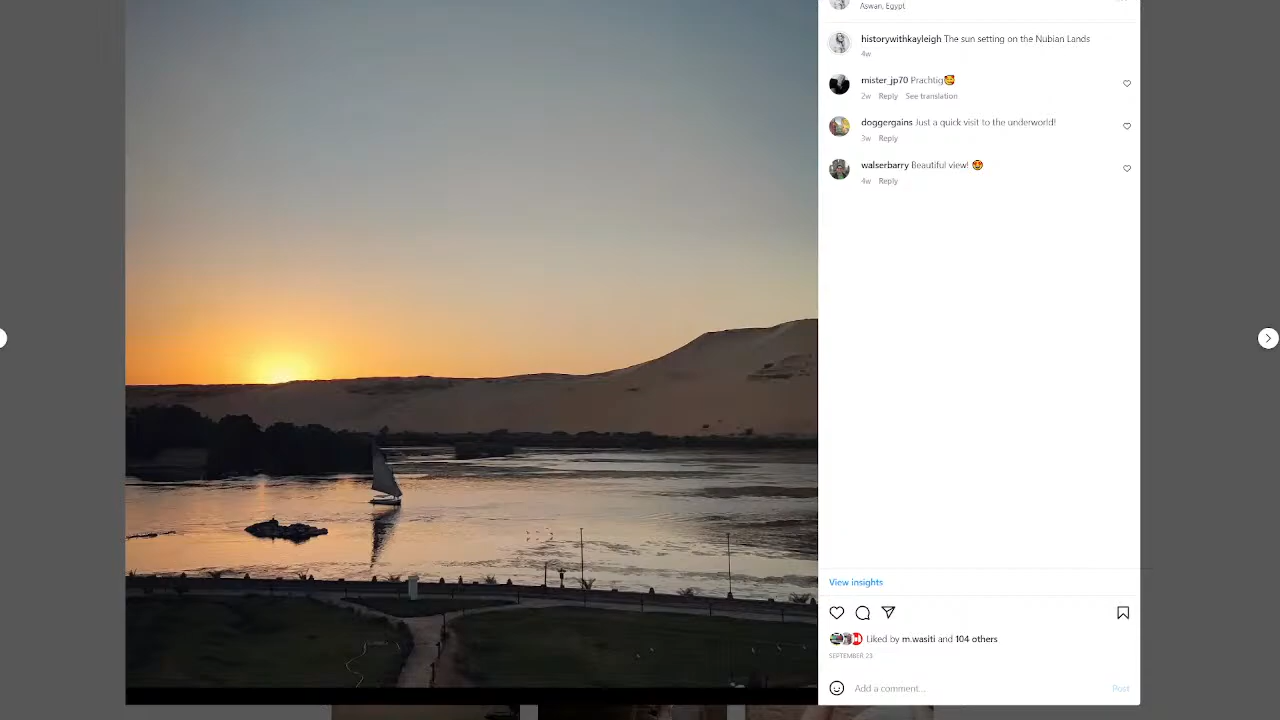 Aswan, Egypt
historywithkayleigh The sun setting on the Nubian Lands
4w
mister_jp70 Prachtig🥰
2w Reply See translation
doggergains Just a quick visit to the underworld!
3w Reply
walserbarry Beautiful view! 😍
4w Reply
View insights
Liked by m.wasiti and 104 others
SEPTEMBER 23
Add a comment... Post